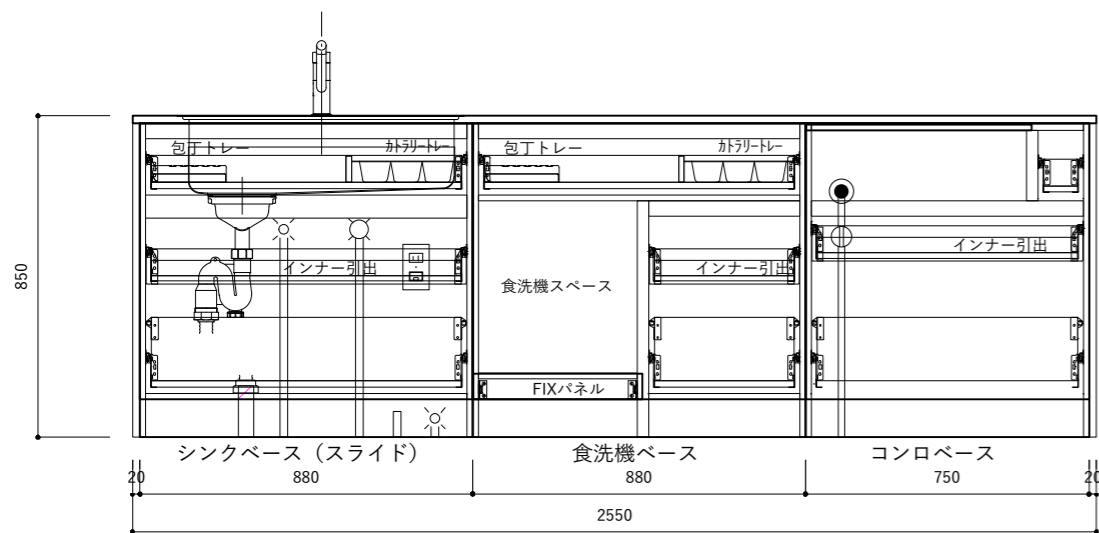 包丁トレー
ｶﾄﾗﾘｰﾄﾚｰ
包丁トレー
ｶﾄﾗﾘｰﾄﾚｰ
インナー引出
インナー引出
インナー引出
食洗機スペース
850
FIXパネル
シンクベース（スライド）
食洗機ベース
コンロベース
20
880
880
750
20
2550